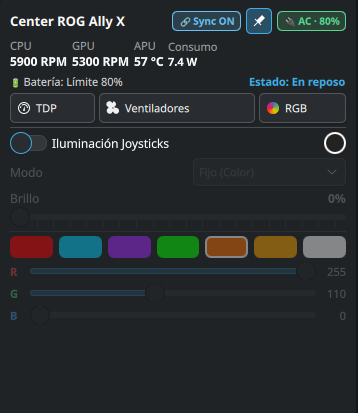 Center ROG Ally X
Sync ON
AC · 80%
CPU GPU APU Consumo
5900 RPM 5300 RPM 57 °C 7.4 W
Batería: Límite 80% Estado: En reposo
TDP Ventiladores RGB
Iluminación Joysticks
Modo Fijo (Color)
Brillo 0%
R 255
G 110
B 0